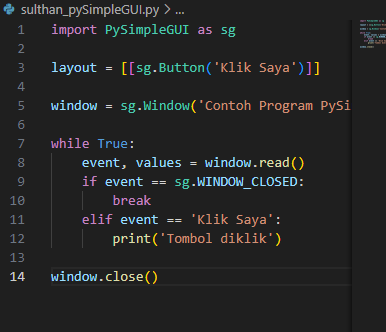 sulthan_pySimpleGUI.py > ...
1 import PySimpleGUI as sg
2
3 layout = [[sg.Button('Klik Saya')]]
4
5 window = sg.Window('Contoh Program PySi
6
7 while True:
8 event, values = window.read()
9 if event == sg.WINDOW_CLOSED:
10 break
11 elif event == 'Klik Saya':
12 print('Tombol diklik')
13
14 window.close()